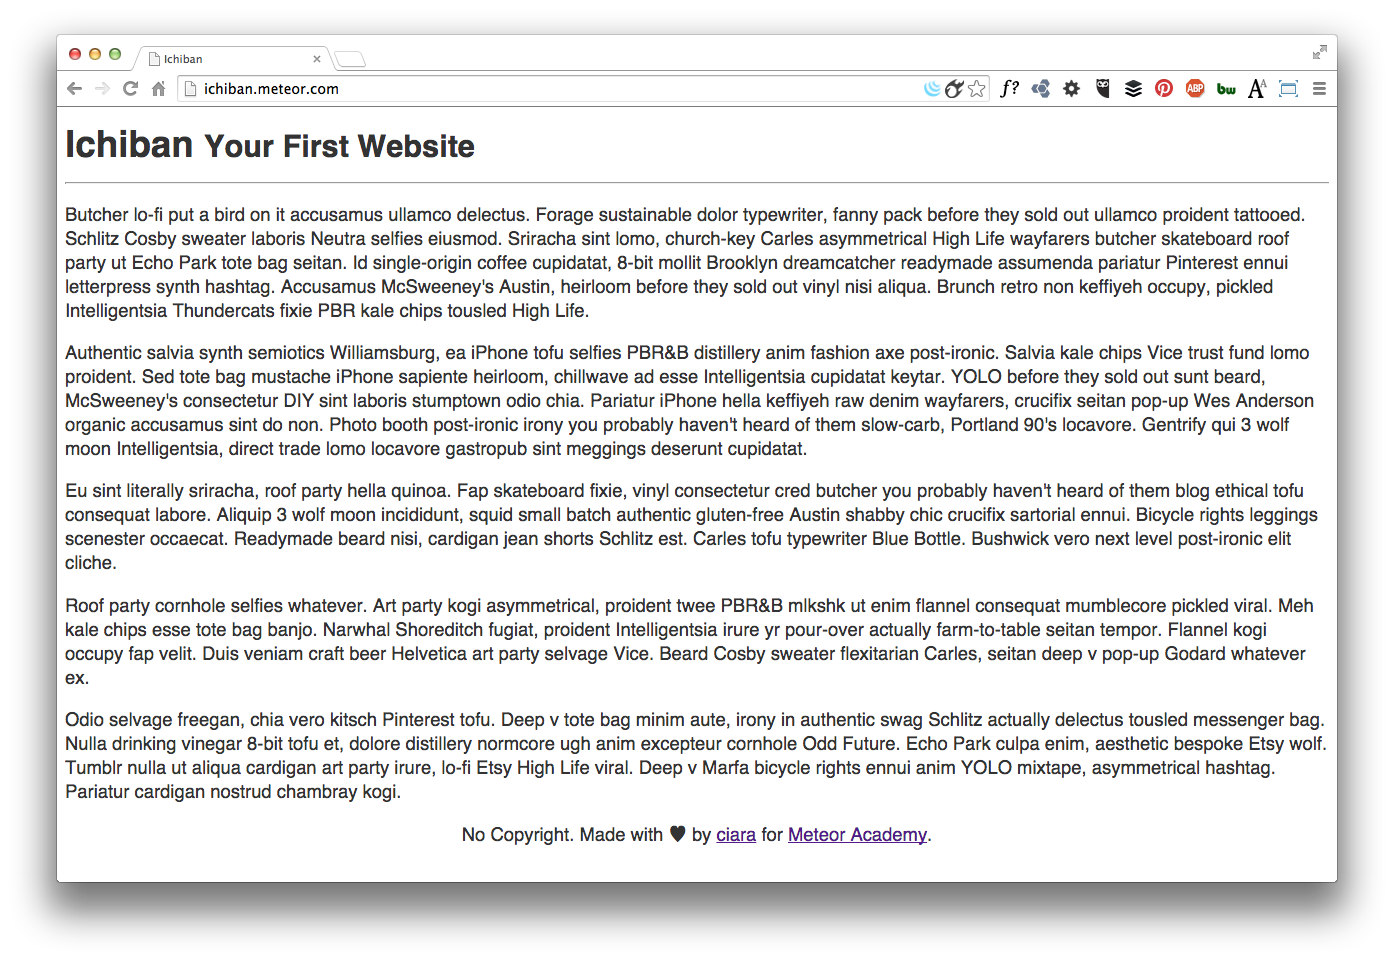 Ichiban
ichiban.meteor.com
f?
ABP
bw
A A
Ichiban Your First Website
Butcher lo-fi put a bird on it accusamus ullamco delectus. Forage sustainable dolor typewriter, fanny pack before they sold out ullamco proident tattooed.
Schlitz Cosby sweater laboris Neutra selfies eiusmod. Sriracha sint lomo, church-key Carles asymmetrical High Life wayfarers butcher skateboard roof
party ut Echo Park tote bag seitan. Id single-origin coffee cupidatat, 8-bit mollit Brooklyn dreamcatcher readymade assumenda pariatur Pinterest ennui
letterpress synth hashtag. Accusamus McSweeney's Austin, heirloom before they sold out vinyl nisi aliqua. Brunch retro non keffiyeh occupy, pickled
Intelligentsia Thundercats fixie PBR kale chips tousled High Life.
Authentic salvia synth semiotics Williamsburg, ea iPhone tofu selfies PBR&B distillery anim fashion axe post-ironic. Salvia kale chips Vice trust fund lomo
proident. Sed tote bag mustache iPhone sapiente heirloom, chillwave ad esse Intelligentsia cupidatat keytar. YOLO before they sold out sunt beard,
McSweeney's consectetur DIY sint laboris stumptown odio chia. Pariatur iPhone hella keffiyeh raw denim wayfarers, crucifix seitan pop-up Wes Anderson
organic accusamus sint do non. Photo booth post-ironic irony you probably haven't heard of them slow-carb, Portland 90's locavore. Gentrify qui 3 wolf
moon Intelligentsia, direct trade lomo locavore gastropub sint meggings deserunt cupidatat.
Eu sint literally sriracha, roof party hella quinoa. Fap skateboard fixie, vinyl consectetur cred butcher you probably haven't heard of them blog ethical tofu
consequat labore. Aliquip 3 wolf moon incididunt, squid small batch authentic gluten-free Austin shabby chic crucifix sartorial ennui. Bicycle rights leggings
scenester occaecat. Readymade beard nisi, cardigan jean shorts Schlitz est. Carles tofu typewriter Blue Bottle. Bushwick vero next level post-ironic elit
cliche.
Roof party cornhole selfies whatever. Art party kogi asymmetrical, proident twee PBR&B mlkshk ut enim flannel consequat mumblecore pickled viral. Meh
kale chips esse tote bag banjo. Narwhal Shoreditch fugiat, proident Intelligentsia irure yr pour-over actually farm-to-table seitan tempor. Flannel kogi
occupy fap velit. Duis veniam craft beer Helvetica art party selvage Vice. Beard Cosby sweater flexitarian Carles, seitan deep v pop-up Godard whatever
ex.
Odio selvage freegan, chia vero kitsch Pinterest tofu. Deep v tote bag minim aute, irony in authentic swag Schlitz actually delectus tousled messenger bag.
Nulla drinking vinegar 8-bit tofu et, dolore distillery normcore ugh anim excepteur cornhole Odd Future. Echo Park culpa enim, aesthetic bespoke Etsy wolf.
Tumblr nulla ut aliqua cardigan art party irure, lo-fi Etsy High Life viral. Deep v Marfa bicycle rights ennui anim YOLO mixtape, asymmetrical hashtag.
Pariatur cardigan nostrud chambray kogi.
No Copyright. Made with ♥ by ciara for Meteor Academy.